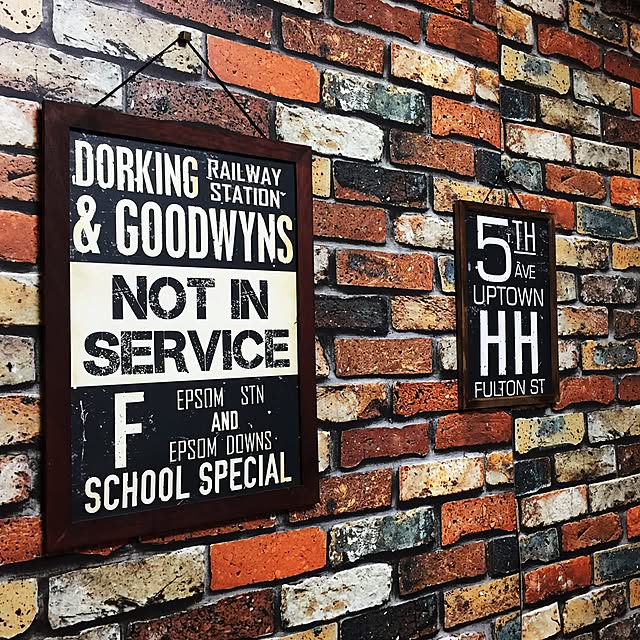 DORKING RAILWAY STATION
& GOODWYNS
NOT IN
SERVICE
F EPSOM STN
AND
EPSOM DOWNS
SCHOOL SPECIAL
5TH
AVE
UPTOWN
HH
FULTON ST